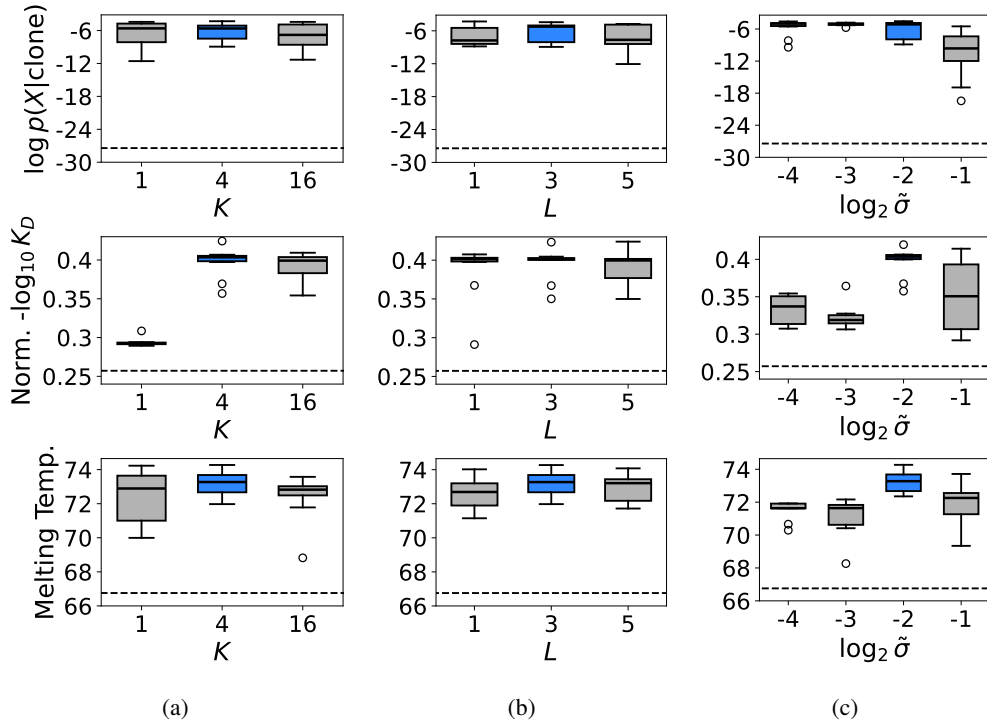 log p(X|clone)
-6
-12
-18
-24
-30
1 4 16
K
-6
-12
-18
-24
-30
1 3 5
L
-6
-12
-18
-24
-30
-4 -3 -2 -1
log₂ σ̃
Norm. -log₁₀ K_D
0.4
0.35
0.3
0.25
1 4 16
K
0.4
0.35
0.3
0.25
1 3 5
L
0.4
0.35
0.3
0.25
-4 -3 -2 -1
log₂ σ̃
Melting Temp.
74
72
70
68
66
1 4 16
K
74
72
70
68
66
1 3 5
L
74
72
70
68
66
-4 -3 -2 -1
log₂ σ̃
(a) (b) (c)